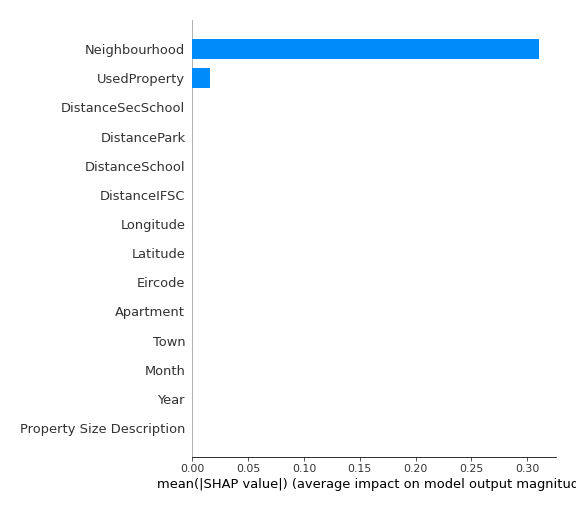 Neighbourhood
UsedProperty
DistanceSecSchool
DistancePark
DistanceSchool
DistanceIFSC
Longitude
Latitude
Eircode
Apartment
Town
Month
Year
Property Size Description
0.00 0.05 0.10 0.15 0.20 0.25 0.30
mean(|SHAP value|) (average impact on model output magnitud